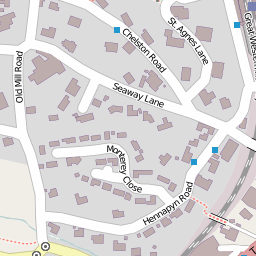 St. Agnes Lane
Chelston Road
Great Western
Old Mill Road
Seaway Lane
Monterey
Close
Hennapyn Road